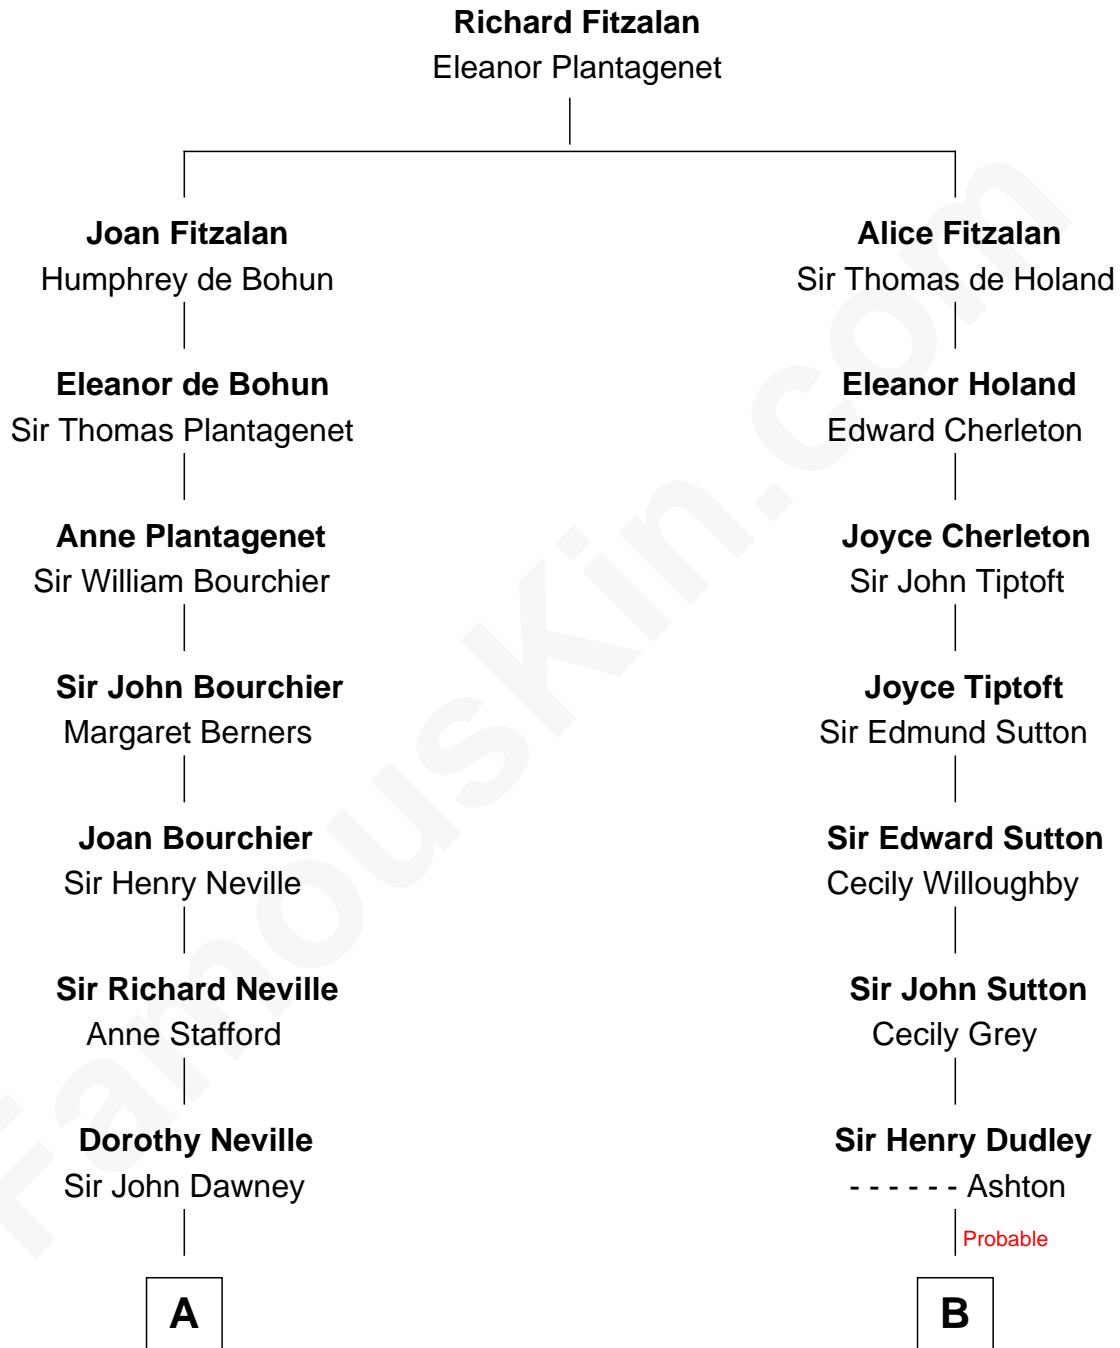 Richard Fitzalan
Eleanor Plantagenet
Joan Fitzalan
Humphrey de Bohun
Alice Fitzalan
Sir Thomas de Holand
Eleanor de Bohun
Sir Thomas Plantagenet
Eleanor Holand
Edward Cherleton
Anne Plantagenet
Sir William Bourchier
Joyce Cherleton
Sir John Tiptoft
Sir John Bourchier
Margaret Berners
Joyce Tiptoft
Sir Edmund Sutton
Joan Bourchier
Sir Henry Neville
Sir Edward Sutton
Cecily Willoughby
Sir Richard Neville
Anne Stafford
Sir John Sutton
Cecily Grey
Dorothy Neville
Sir John Dawney
Sir Henry Dudley
- - - - - - Ashton
Probable
A
B
FamousKin.com